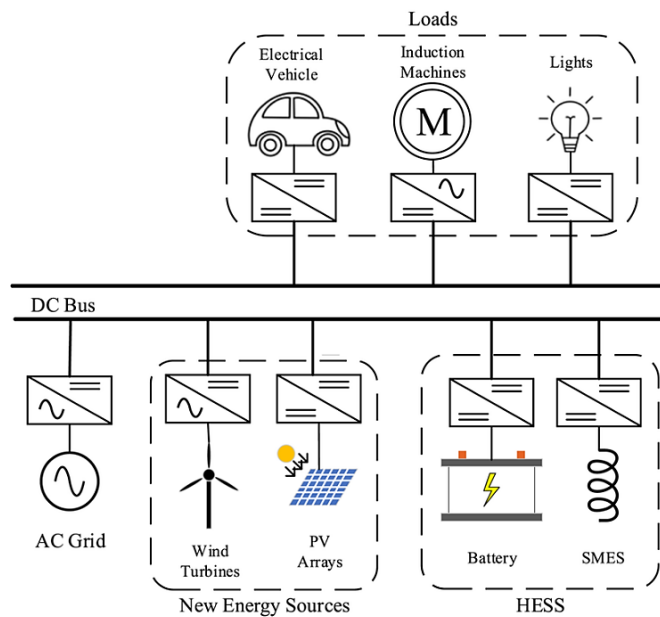 Loads
Electrical
Vehicle
Induction
Machines
Lights
M
DC Bus
AC Grid
Wind
Turbines
PV
Arrays
Battery
SMES
New Energy Sources
HESS